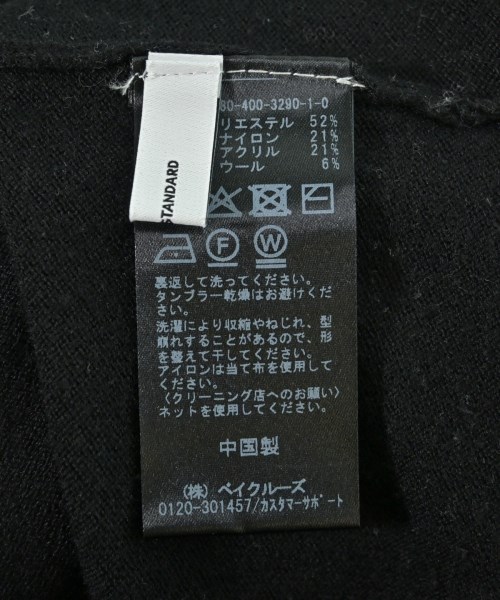 STANDARD
80-400-3290-1-0
リエステル 52%
ナイロン 21%
アクリル 21%
ウール 6%
F W
裏返して洗ってください。
タンブラー乾燥はお避けくだ
さい。
洗濯により収縮やねじれ、型
崩れすることがあるので、形
を整えて干してください。
アイロンは当て布を使用して
ください。
〈クリーニング店へのお願い〉
ネットを使用してください。
中国製
（株）ベイクルーズ
0120-301457/カスタマーサポート